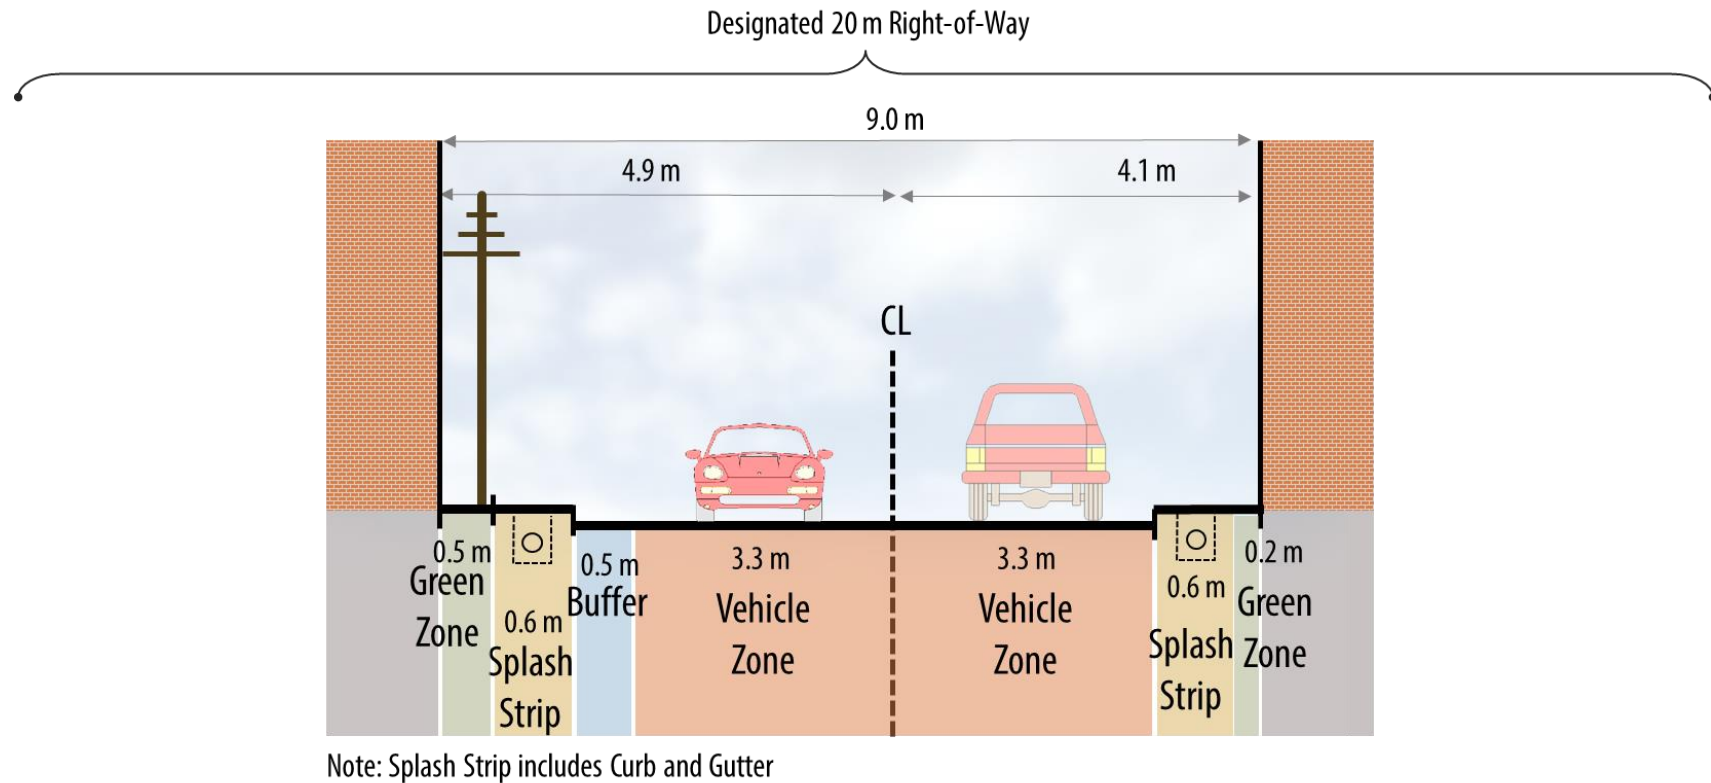 Designated 20 m Right-of-Way
9.0 m
4.9 m
4.1 m
CL
0.5 m
Green
Zone
0.6 m
Splash
Strip
0.5 m
Buffer
3.3 m
Vehicle
Zone
3.3 m
Vehicle
Zone
0.6 m
Splash
Strip
0.2 m
Green
Zone
Note: Splash Strip includes Curb and Gutter